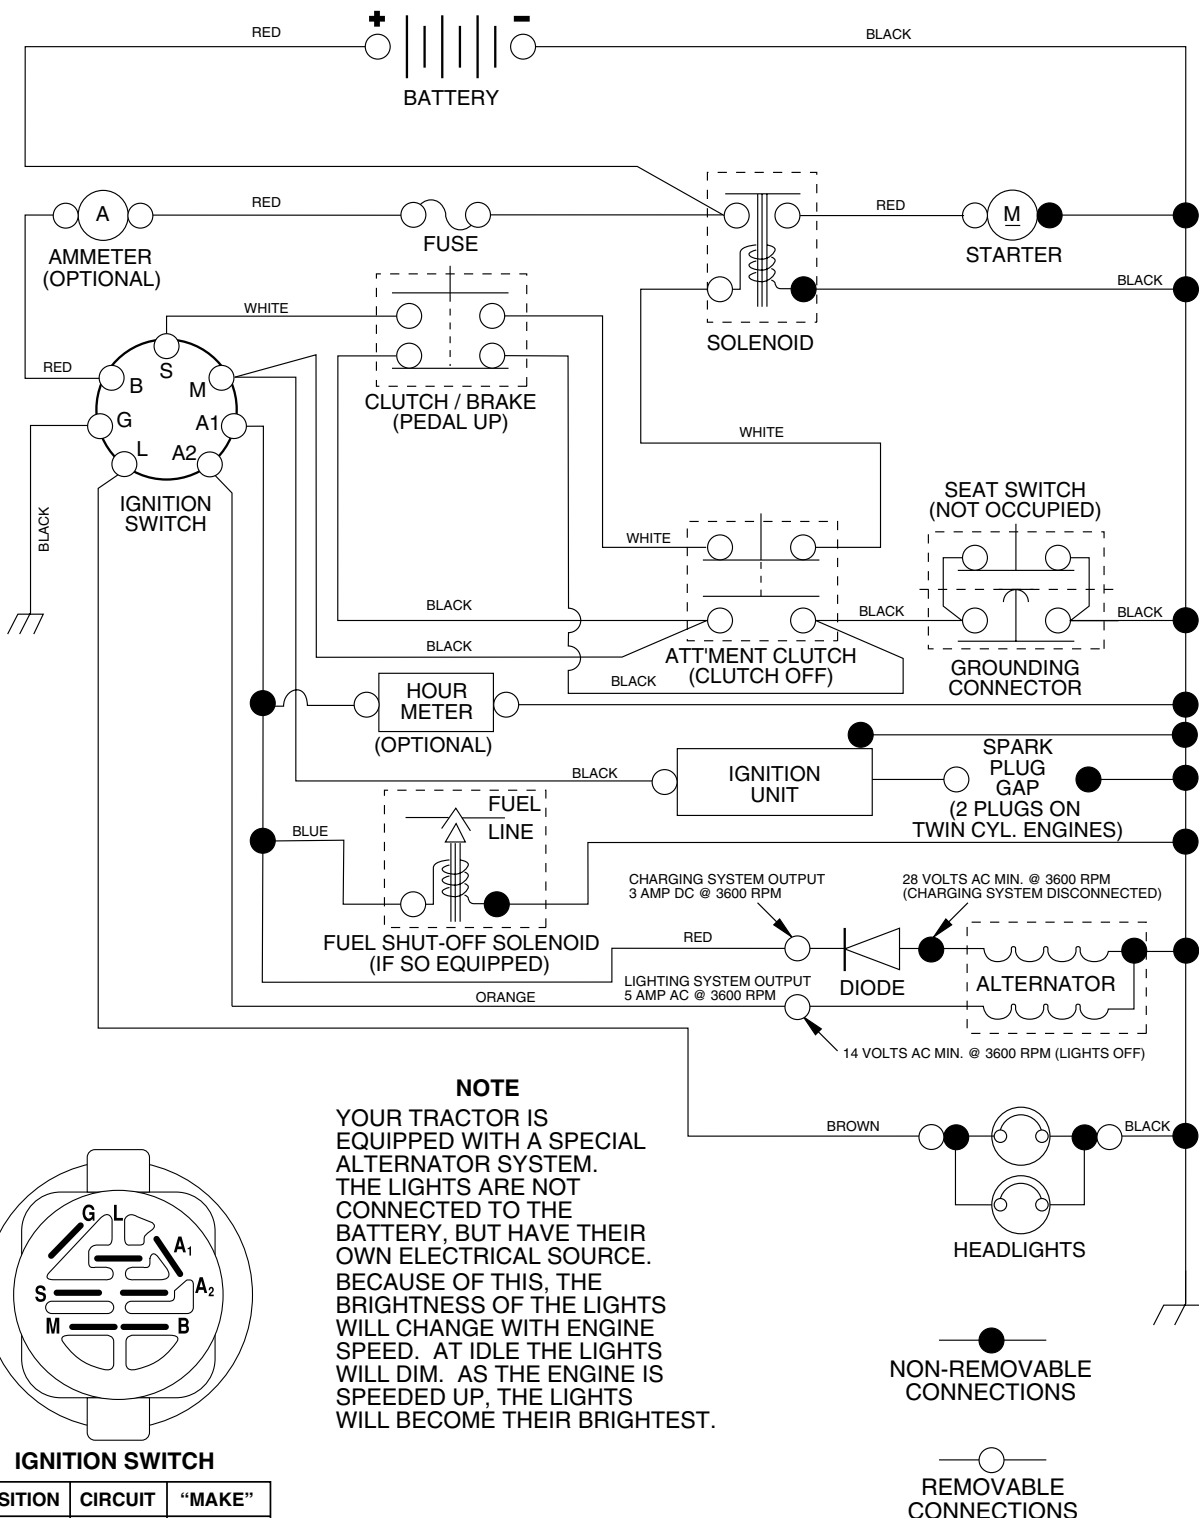 RED
+
−
BLACK
BATTERY
A
RED
RED
M
AMMETER
(OPTIONAL)
FUSE
STARTER
BLACK
WHITE
SOLENOID
RED
S
B
M
G
A1
L
A2
CLUTCH / BRAKE
(PEDAL UP)
WHITE
IGNITION
SWITCH
BLACK
SEAT SWITCH
(NOT OCCUPIED)
WHITE
BLACK
BLACK
BLACK
BLACK
ATT'MENT CLUTCH
(CLUTCH OFF)
BLACK
GROUNDING
CONNECTOR
HOUR
METER
(OPTIONAL)
BLACK
IGNITION
UNIT
SPARK
PLUG
GAP
(2 PLUGS ON
TWIN CYL. ENGINES)
FUEL
LINE
BLUE
CHARGING SYSTEM OUTPUT
3 AMP DC @ 3600 RPM
28 VOLTS AC MIN. @ 3600 RPM
(CHARGING SYSTEM DISCONNECTED)
FUEL SHUT-OFF SOLENOID
(IF SO EQUIPPED)
RED
LIGHTING SYSTEM OUTPUT
5 AMP AC @ 3600 RPM
DIODE
ALTERNATOR
ORANGE
14 VOLTS AC MIN. @ 3600 RPM (LIGHTS OFF)
NOTE
YOUR TRACTOR IS
EQUIPPED WITH A SPECIAL
ALTERNATOR SYSTEM.
THE LIGHTS ARE NOT
CONNECTED TO THE
BATTERY, BUT HAVE THEIR
OWN ELECTRICAL SOURCE.
BECAUSE OF THIS, THE
BRIGHTNESS OF THE LIGHTS
WILL CHANGE WITH ENGINE
SPEED. AT IDLE THE LIGHTS
WILL DIM. AS THE ENGINE IS
SPEEDED UP, THE LIGHTS
WILL BECOME THEIR BRIGHTEST.
BROWN
BLACK
HEADLIGHTS
G
L
A1
S
A2
M
B
IGNITION SWITCH
SITION CIRCUIT “MAKE”
NON-REMOVABLE
CONNECTIONS
REMOVABLE
CONNECTIONS